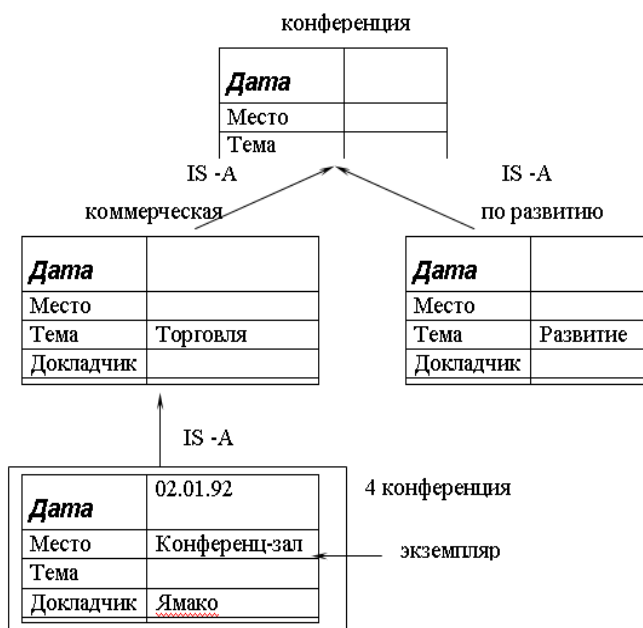 конференция
Дата
Место
Тема
IS -A IS -A
коммерческая по развитию
Дата
Место
Тема Торговля
Докладчик
Дата
Место
Тема Развитие
Докладчик
IS -A
4 конференция
Дата 02.01.92
Место Конференц-зал
экземпляр
Тема
Докладчик Ямако